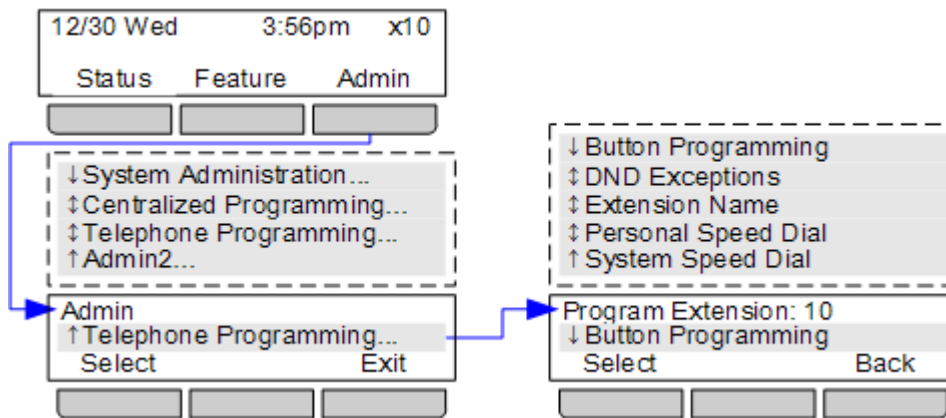 12/30 Wed 3:56pm x10
Status Feature Admin
↓System Administration...
↕Centralized Programming...
↕Telephone Programming...
↑Admin2...
Admin
↑Telephone Programming...
Select Exit
↓Button Programming
↕DND Exceptions
↕Extension Name
↕Personal Speed Dial
↑System Speed Dial
Program Extension: 10
↓Button Programming
Select Back